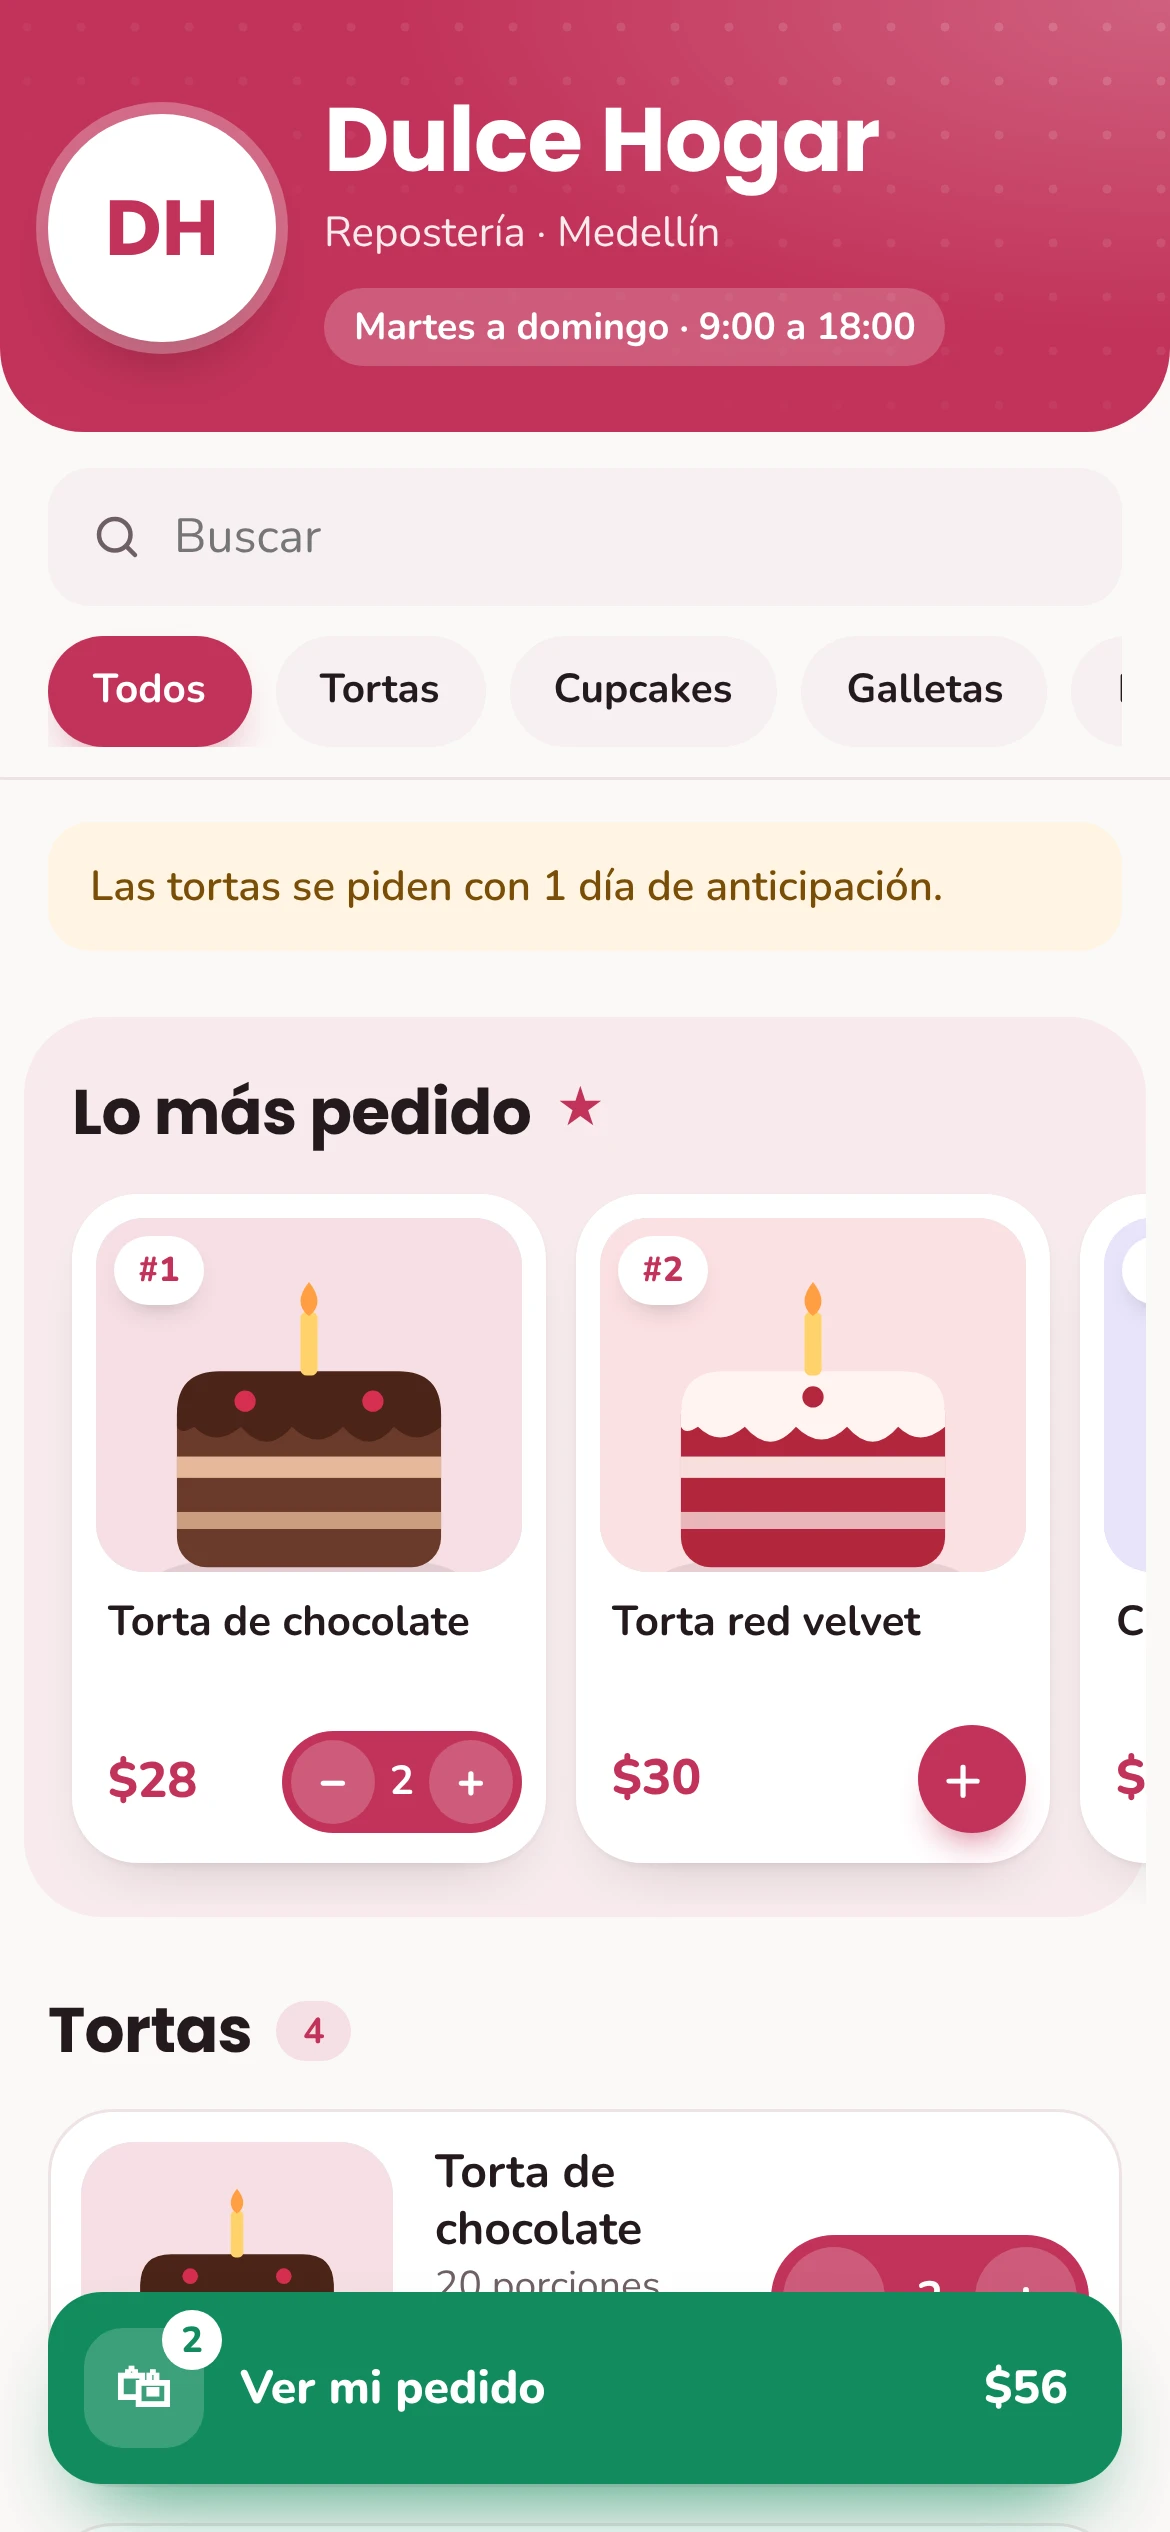 DH
Dulce Hogar
Repostería · Medellín
Martes a domingo · 9:00 a 18:00
Buscar
Todos
Tortas
Cupcakes
Galletas
Las tortas se piden con 1 día de anticipación.
Lo más pedido ★
#1
#2
Torta de chocolate
Torta red velvet
C
$28
− 2 +
$30
+
$
Tortas 4
Torta de
chocolate
20 porciones
2
Ver mi pedido
$56